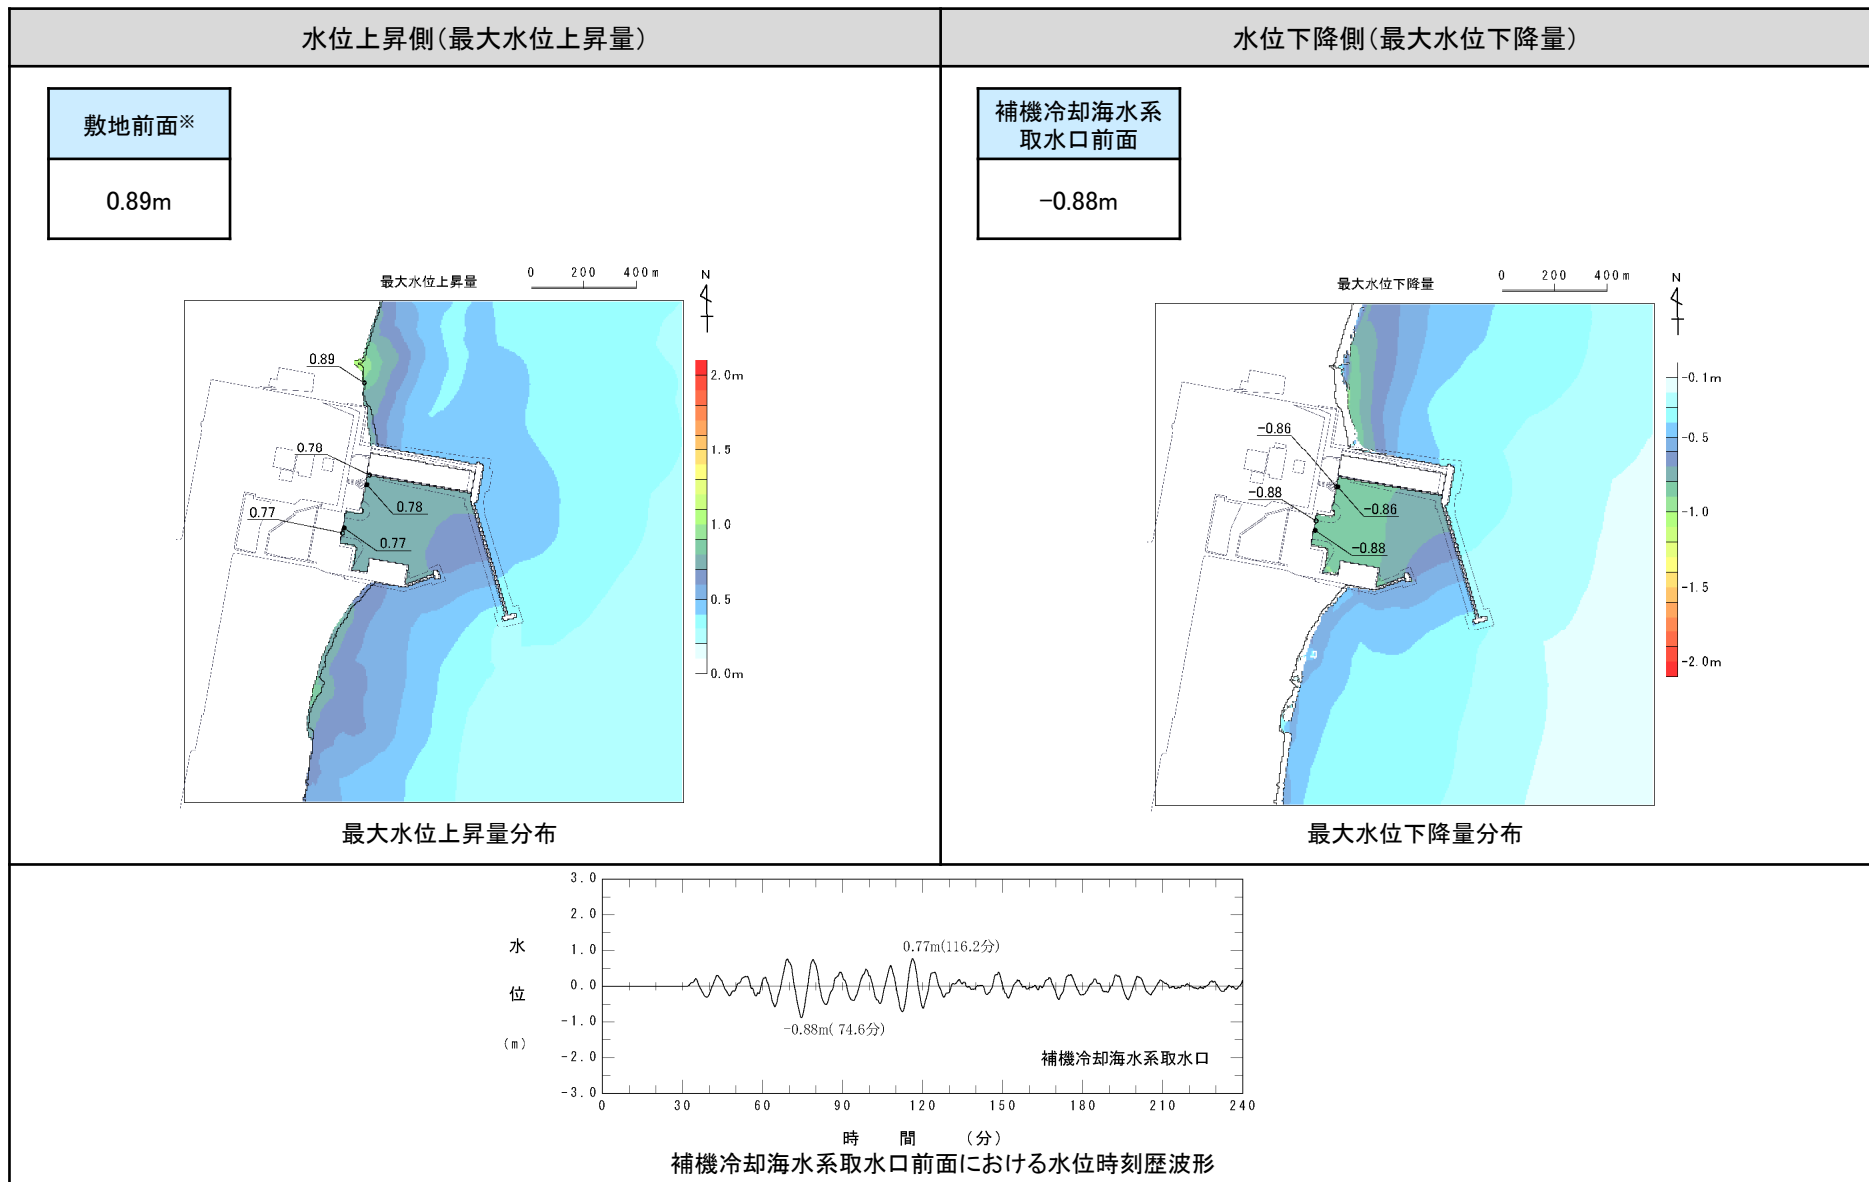 水位上昇側(最大水位上昇量)
水位下降側(最大水位下降量)
敷地前面※
0.89m
補機冷却海水系
取水口前面
−0.88m
最大水位上昇量
0 200 400m
N
0.89
0.78
0.78
0.77
0.77
2.0m
1.5
1.0
0.5
0.0m
最大水位上昇量分布
最大水位下降量
0 200 400m
N
-0.86
-0.86
-0.88
-0.88
-0.1m
-0.5
-1.0
-1.5
-2.0m
最大水位下降量分布
水位(m)
3.0
2.0
1.0
0.0
-1.0
-2.0
-3.0
0.77m(116.2分)
-0.88m( 74.6分)
補機冷却海水系取水口
0 30 60 90 120 150 180 210 240
時 間 (分)
補機冷却海水系取水口前面における水位時刻歴波形